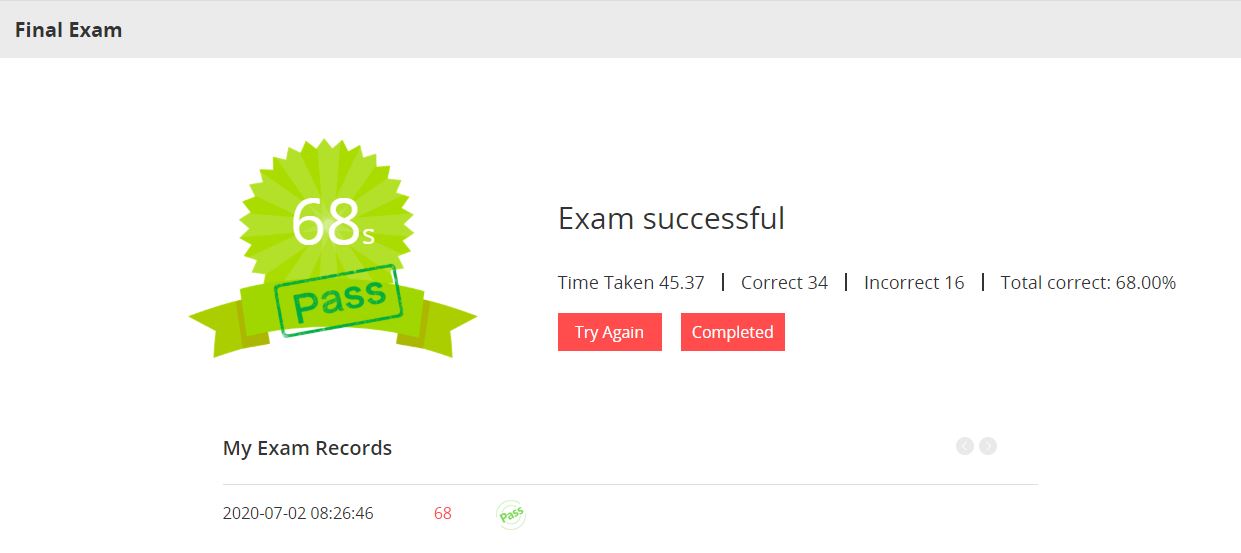 Final Exam
68s
Pass
Exam successful
Time Taken 45.37 | Correct 34 | Incorrect 16 | Total correct: 68.00%
Try Again Completed
My Exam Records
2020-07-02 08:26:46 68 Pass